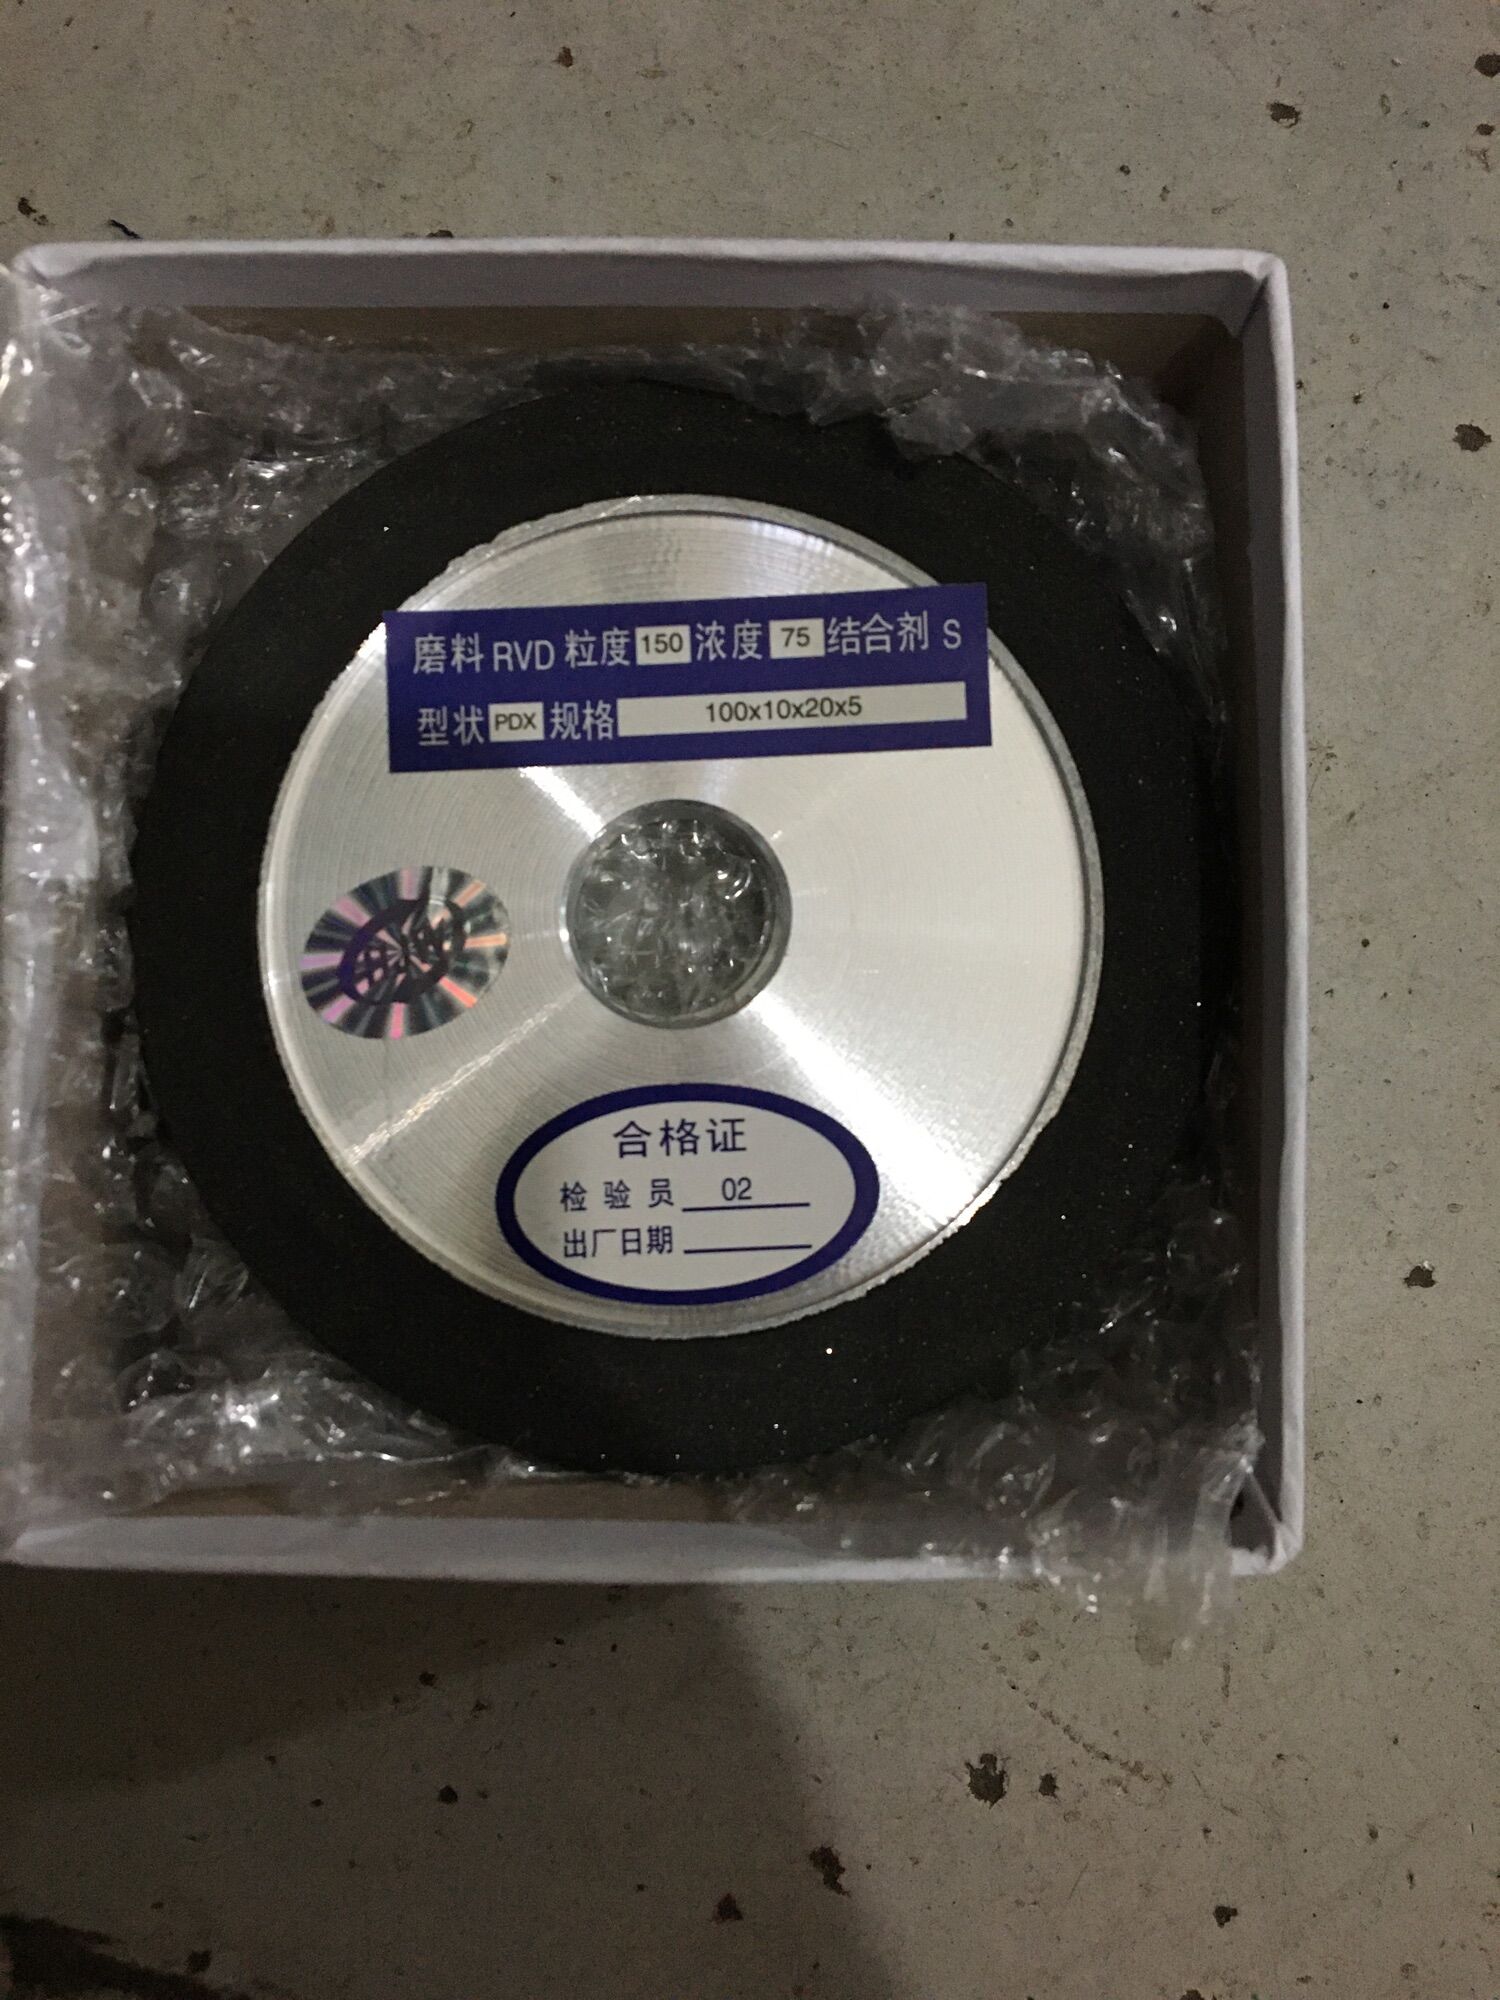 磨料 RVD 粒度 150 浓度 75 结合剂 S
型状 PDX 规格 100x10x20x5
合格证
检验员 02
出厂日期